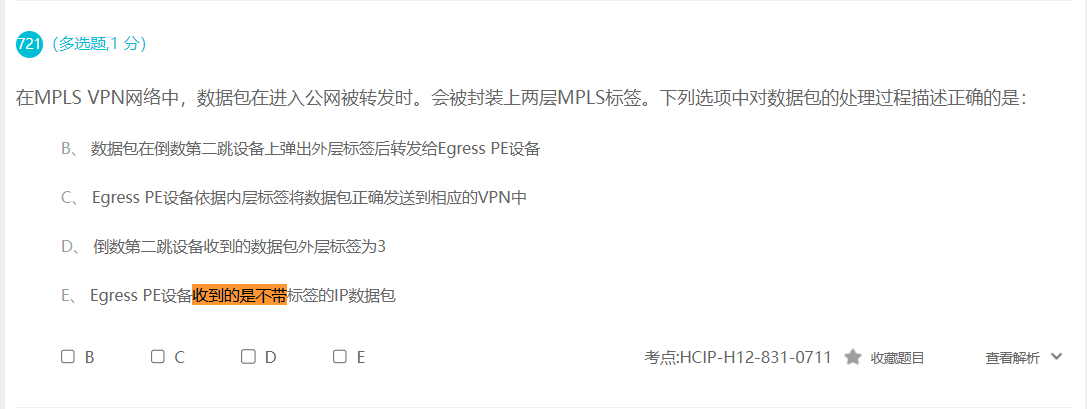 721 (多选题,1 分)
在MPLS VPN网络中，数据包在进入公网被转发时。会被封装上两层MPLS标签。下列选项中对数据包的处理过程描述正确的是：
B、 数据包在倒数第二跳设备上弹出外层标签后转发给Egress PE设备
C、 Egress PE设备依据内层标签将数据包正确发送到相应的VPN中
D、 倒数第二跳设备收到的数据包外层标签为3
E、 Egress PE设备收到的是不带标签的IP数据包
B C D E 考点:HCIP-H12-831-0711 收藏题目 查看解析